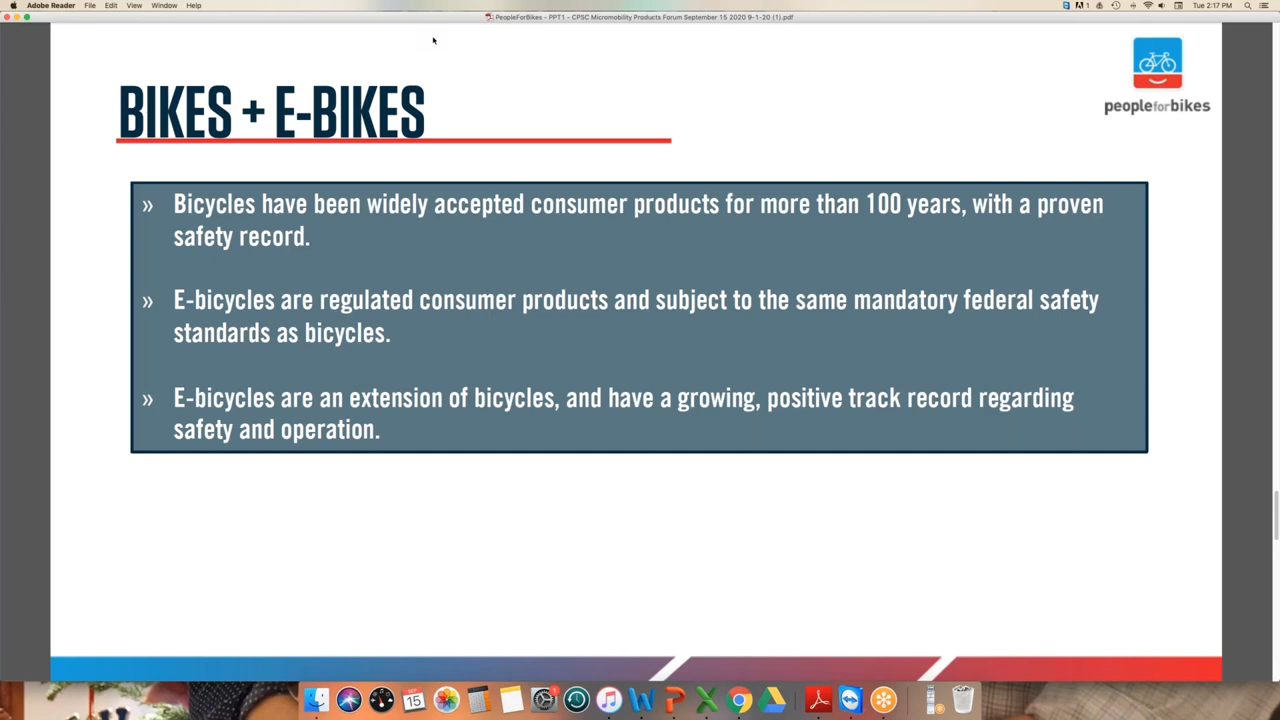 Adobe Reader File Edit View Window Help
1 Tue 2:17 PM
PeopleForBikes - PPT1 - CPSC Micromobility Products Forum September 15 2020 9-1-20 (1).pdf
peopleforbikes
BIKES + E-BIKES
» Bicycles have been widely accepted consumer products for more than 100 years, with a proven
safety record.
» E-bicycles are regulated consumer products and subject to the same mandatory federal safety
standards as bicycles.
» E-bicycles are an extension of bicycles, and have a growing, positive track record regarding
safety and operation.
SEP
15
1
W P X